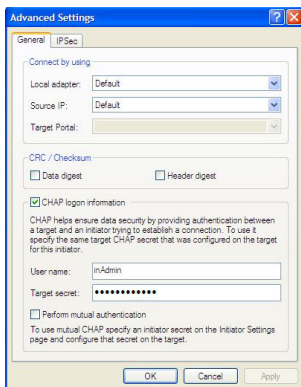 Advanced Settings
General IPSec
Connect by using
Local adapter: Default
Source IP: Default
Target Portal:
CRC / Checksum
Data digest Header digest
CHAP logon information
CHAP helps ensure data security by providing authentication between
a target and an initiator trying to establish a connection. To use it
specify the same target CHAP secret that was configured on the target
for this initiator.
User name: inAdmin
Target secret: ••••••••••••
Perform mutual authentication
To use mutual CHAP specify an initiator secret on the Initiator Settings
page and configure that secret on the target.
OK Cancel Apply